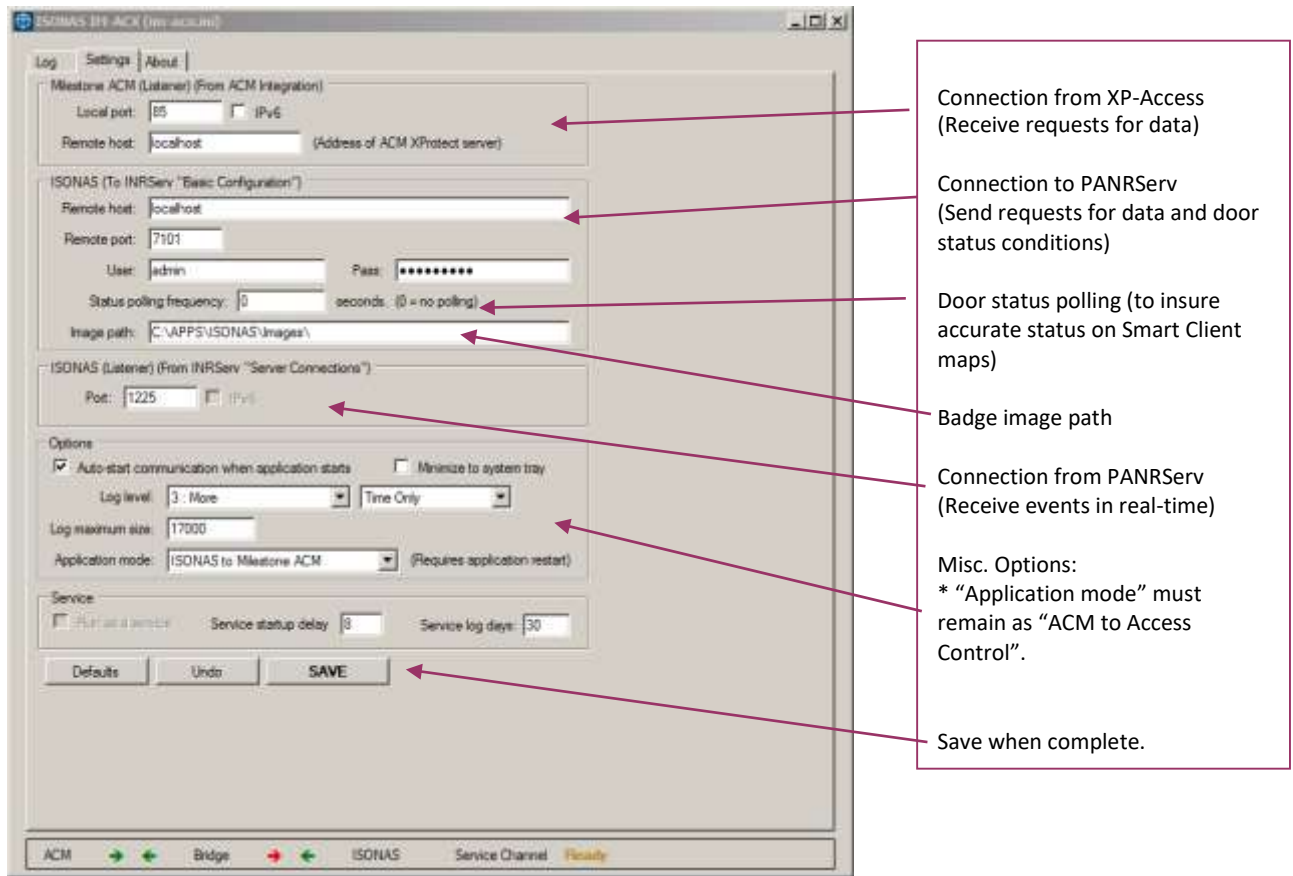 ISONAS IM-ACX (im-acx.ini)
Log Settings About
Milestone ACM (Listener) (From ACM Integration)
Local port: 85 IPv6
Remote host: localhost (Address of ACM XProtect server)
ISONAS (To INRServ "Basic Configuration")
Remote host: localhost
Remote port: 7101
User: admin Pass: ●●●●●●●●●
Status polling frequency: 0 seconds (0 = no polling)
Image path: C:\APPS\ISONAS\Images\
ISONAS (Listener) (From INRServ "Server Connections")
Port: 1225 IPv6
Options
Auto-start communication when application starts Minimize to system tray
Log level: 3 : More Time Only
Log maximum size: 17000
Application mode: ISONAS to Milestone ACM (Requires application restart)
Service
Run as a service Service startup delay 8 Service log days: 30
Defaults Undo SAVE
ACM Bridge ISONAS Service Channel Ready
Connection from XP-Access
(Receive requests for data)
Connection to PANRServ
(Send requests for data and door
status conditions)
Door status polling (to insure
accurate status on Smart Client
maps)
Badge image path
Connection from PANRServ
(Receive events in real-time)
Misc. Options:
* “Application mode” must
remain as “ACM to Access
Control”.
Save when complete.